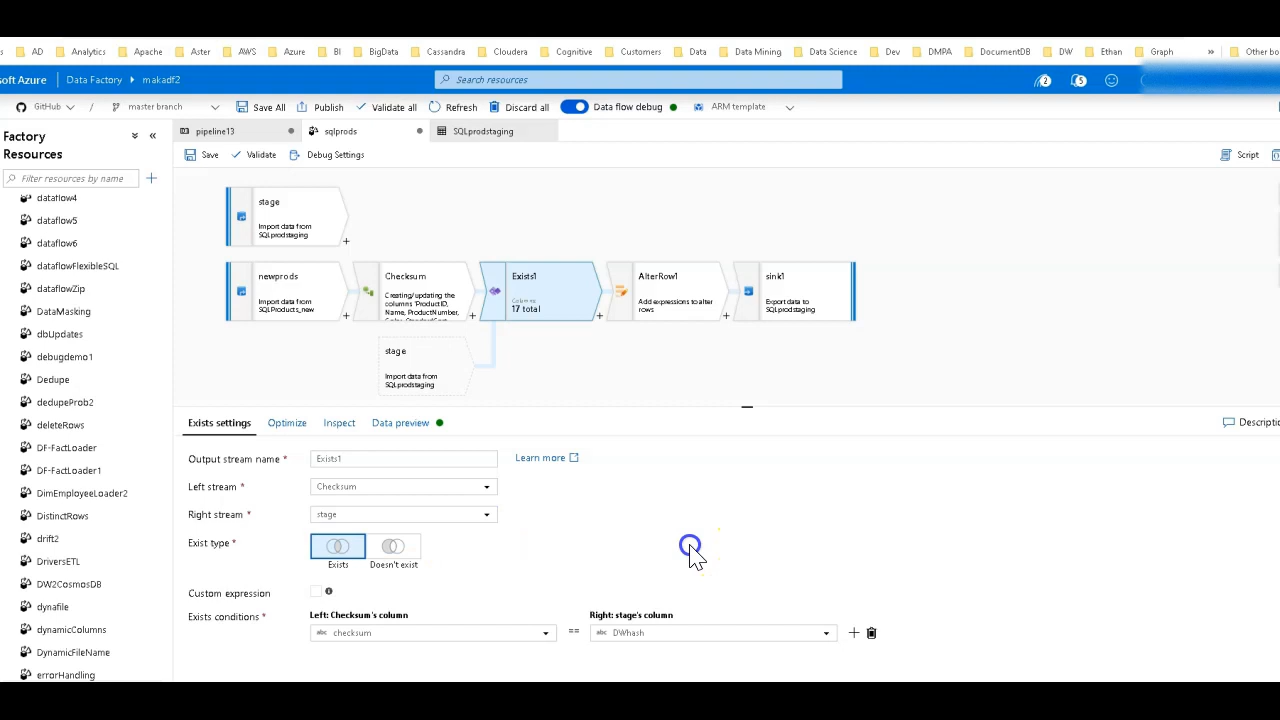 s AD Analytics Apache Aster AWS Azure BI BigData Cassandra Cloudera Cognitive Customers Data Data Mining Data Science Dev DMPA DocumentDB DW Ethan Graph » Other bo
soft Azure Data Factory makadf2 Search resources 2 5
GitHub / master branch Save All Publish Validate all Refresh Discard all Data flow debug ARM template
Factory Resources
pipeline13 sqlprods SQLprodstaging
Save Validate Debug Settings Script
Filter resources by name
dataflow4
dataflow5
dataflow6
dataflowFlexibleSQL
dataflowZip
DataMasking
dbUpdates
debugdemo1
Dedupe
dedupeProb2
deleteRows
DF-FactLoader
DF-FactLoader1
DimEmployeeLoader2
DistinctRows
drift2
DriversETL
DW2CosmosDB
dynafile
dynamicColumns
DynamicFileName
errorHandling
stage
Import data from
SQLprodstaging
+
newprods
Import data from
SQLProducts_new
+
Checksum
Creating/updating the
columns 'ProductID,
Name, ProductNumber,
+
Exists1
Columns:
17 total
+
AlterRow1
Add expressions to alter
rows
+
sink1
Export data to
SQLprodstaging
stage
Import data from
SQLprodstaging
Exists settings Optimize Inspect Data preview Descriptio
Output stream name * Exists1 Learn more
Left stream * Checksum
Right stream * stage
Exist type *
Exists Doesn't exist
Custom expression
Exists conditions * Left: Checksum's column Right: stage's column
abc checksum == abc DWhash +